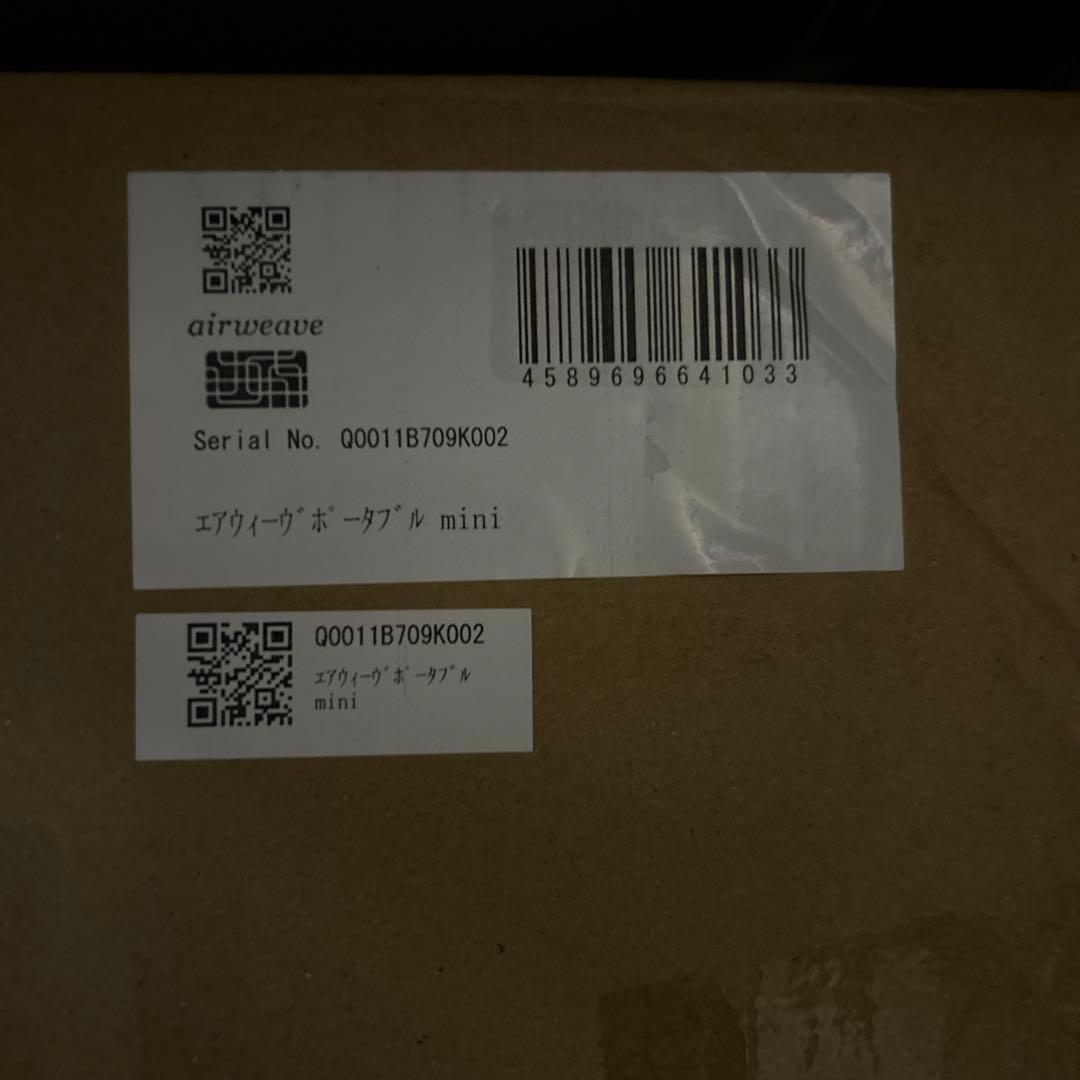 airweave
4589696641033
Serial No. Q0011B709K002
ｴｱｳｨｰｳﾞﾎﾟｰﾀﾌﾞﾙ mini
Q0011B709K002
ｴｱｳｨｰｳﾞﾎﾟｰﾀﾌﾞﾙ
mini